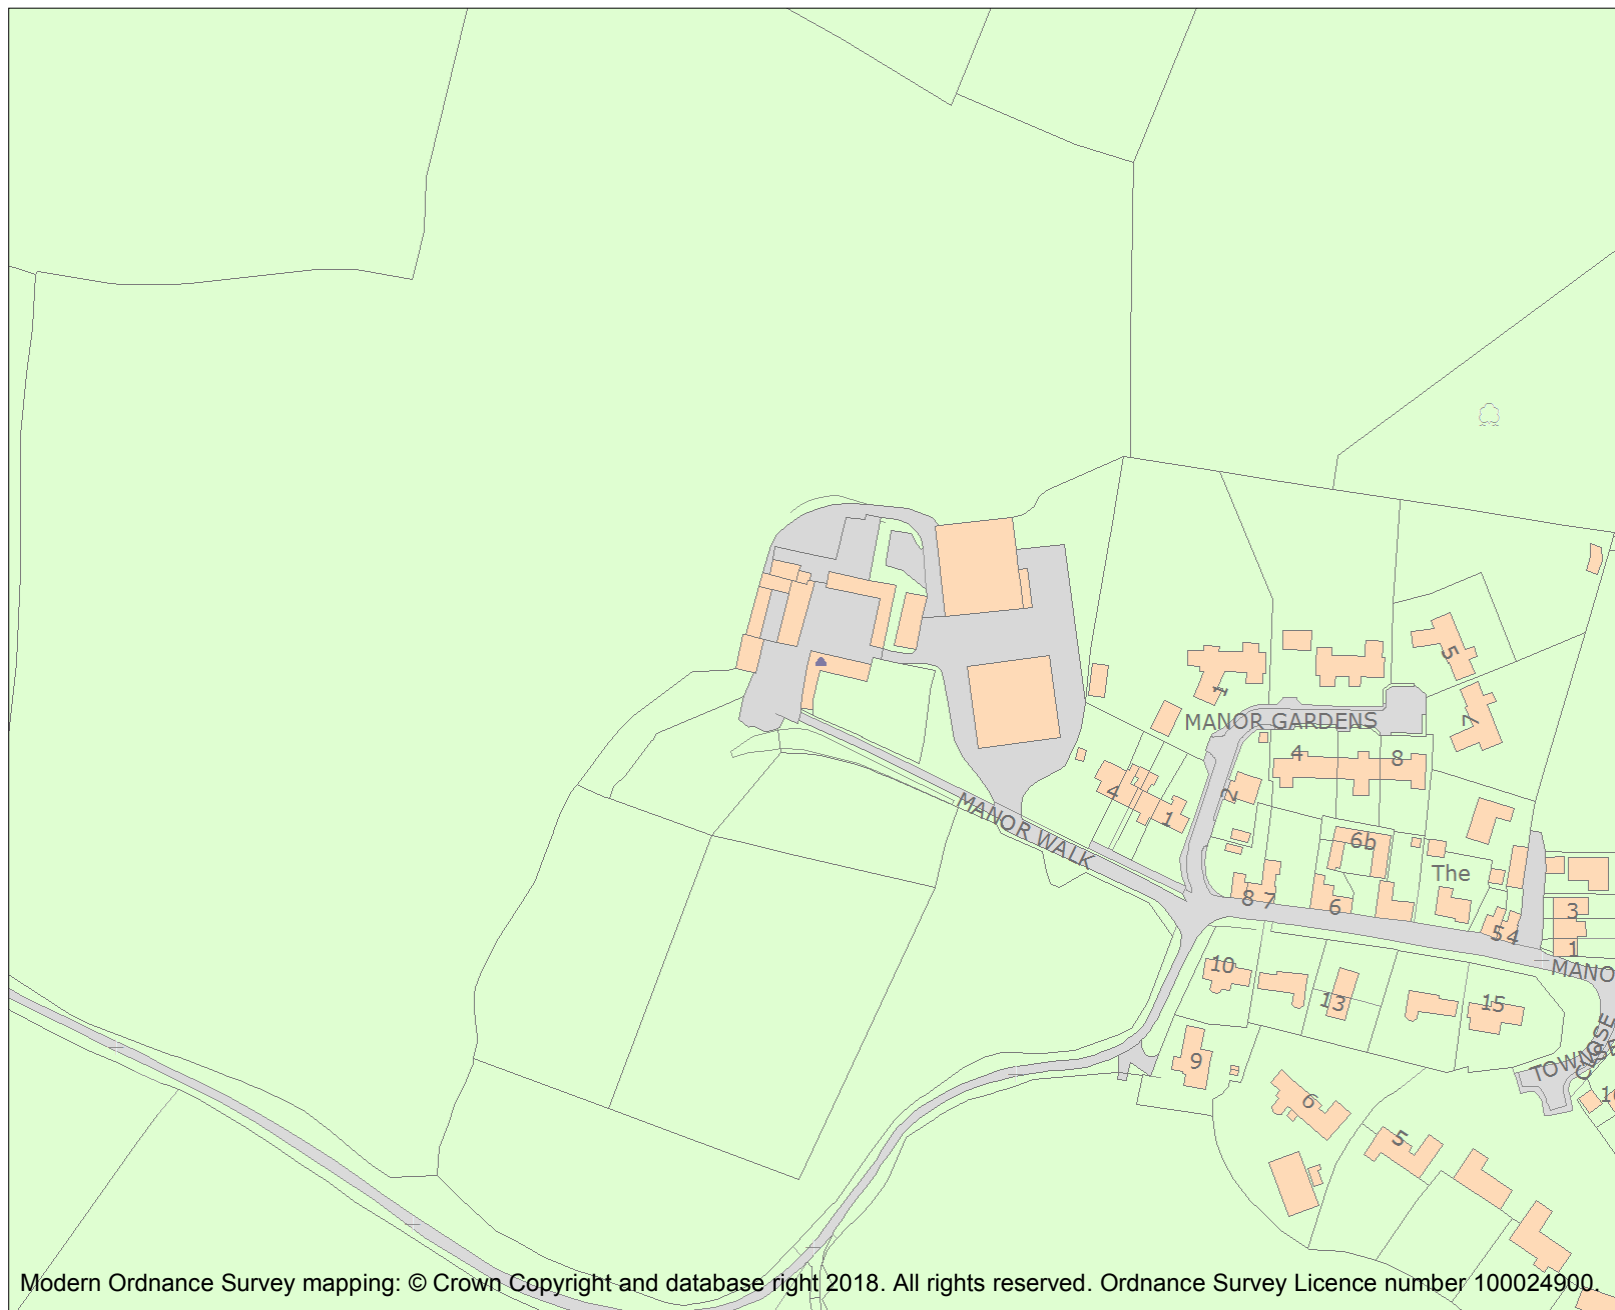 5
1
7
MANOR GARDENS
4
8
2
4
1
MANOR WALK
6b
The
8
7
6
5
4
3
1
10
13
15
MANO
9
TOWNSE
CLOSE
6
5
Modern Ordnance Survey mapping: © Crown Copyright and database right 2018. All rights reserved. Ordnance Survey Licence number 100024900.